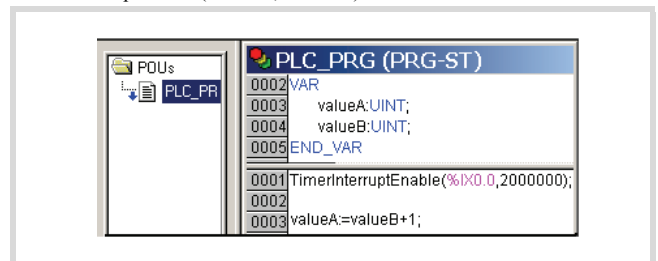 POUs
PLC_PR
PLC_PRG (PRG-ST)
0002 VAR
0003 valueA:UINT;
0004 valueB:UINT;
0005 END_VAR
0001 TimerInterruptEnable(%IX0.0,2000000);
0002
0003 valueA:=valueB+1;